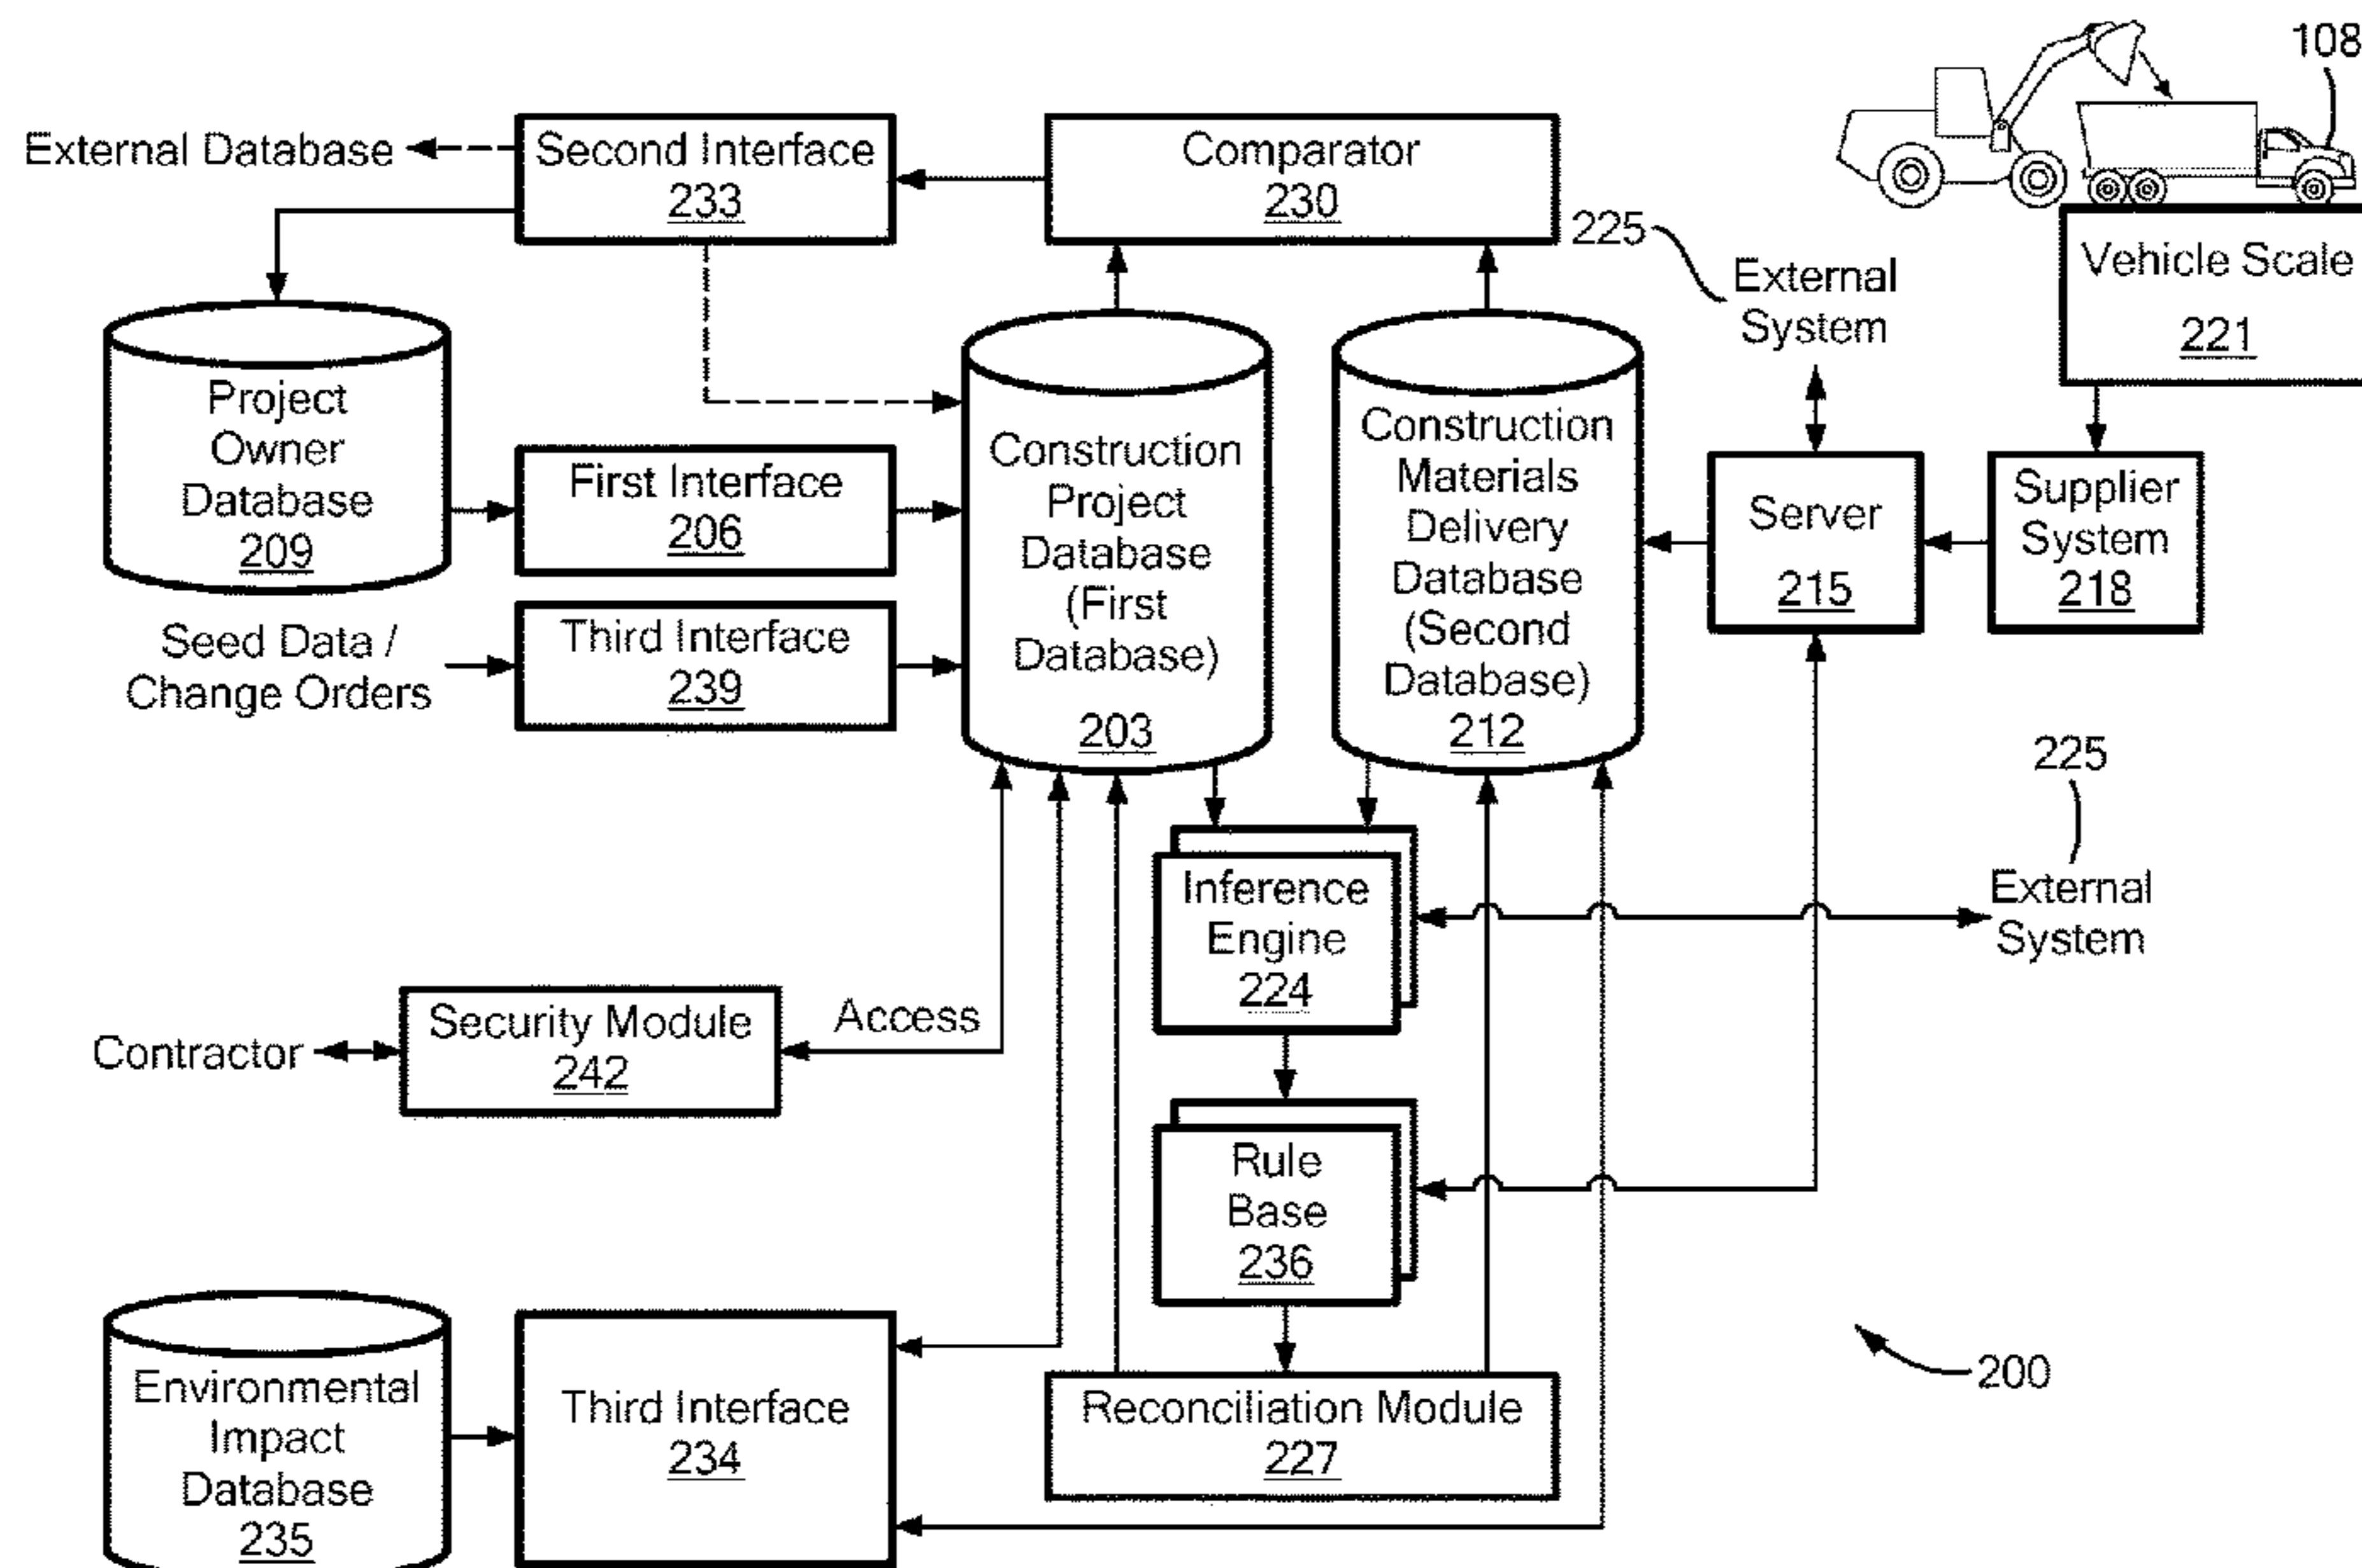 108
External Database
Second Interface
233
Comparator
230
225
External
System
Vehicle Scale
221
Project
Owner
Database
209
First Interface
206
Construction
Project
Database
(First
Database)
203
Construction
Materials
Delivery
Database
(Second
Database)
212
Server
215
Supplier
System
218
Seed Data /
Change Orders
Third Interface
239
225
External
System
Inference
Engine
224
Contractor
Security Module
242
Access
Rule
Base
236
Environmental
Impact
Database
235
Third Interface
234
Reconciliation Module
227
200